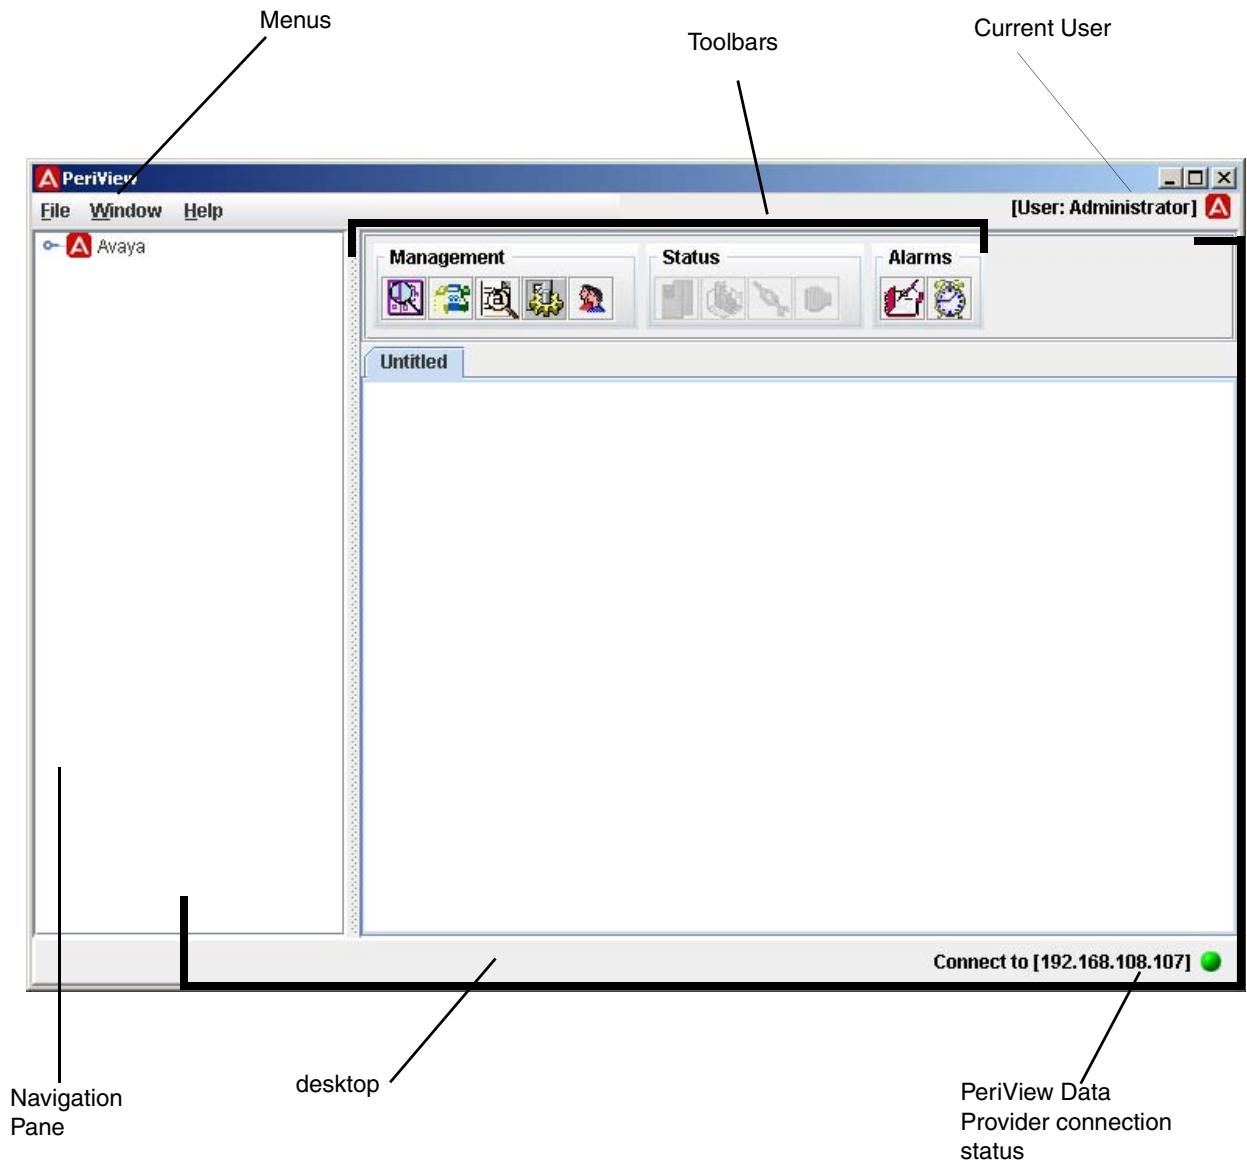 Menus
Toolbars
Current User
PeriView
File Window Help
[User: Administrator]
Avaya
Management
Status
Alarms
Untitled
Connect to [192.168.108.107]
Navigation
Pane
desktop
PeriView Data
Provider connection
status